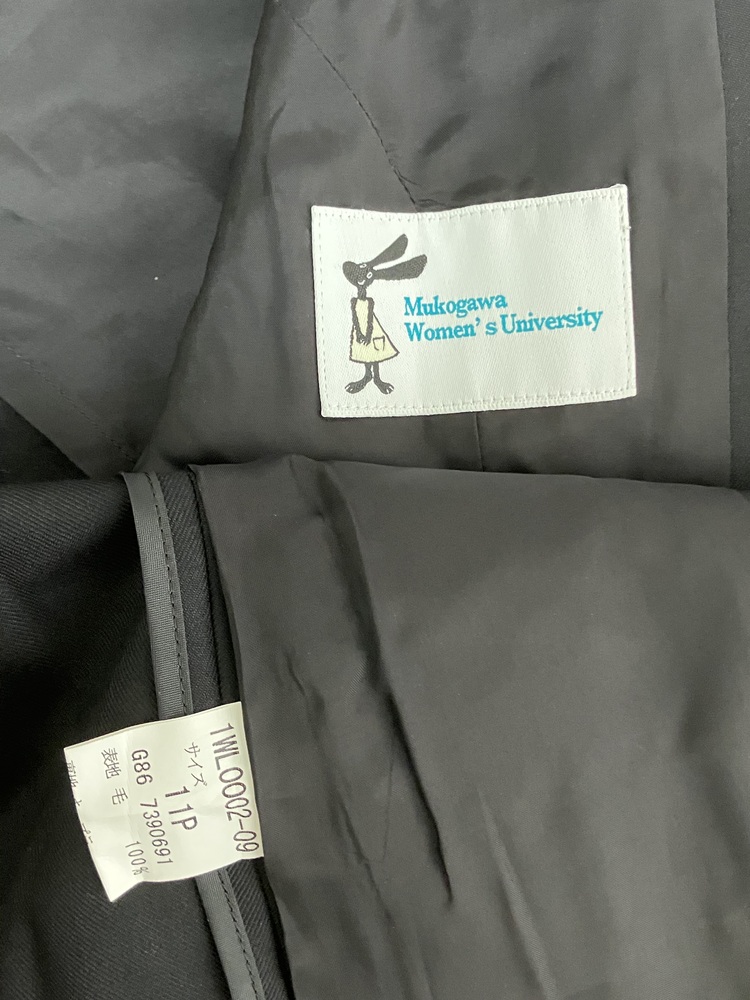 Mukogawa
Women's University
1WL0002-09
サイズ 11P
G86 7390691
表地 毛 100%